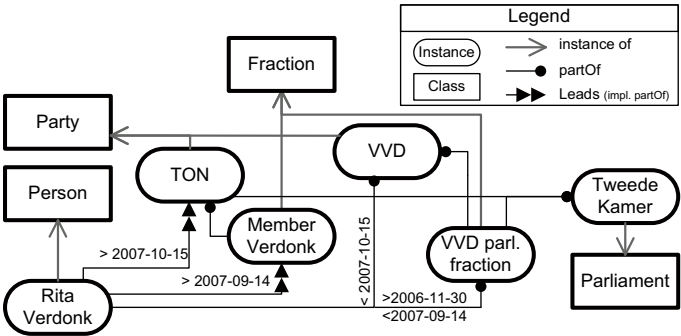 Legend
Instance
instance of
partOf
Class
Leads (impl. partOf)
Fraction
Party
VVD
TON
Person
Tweede
Kamer
Member
Verdonk
VVD parl.
fraction
> 2007-10-15
< 2007-10-15
> 2007-09-14
Parliament
Rita
Verdonk
>2006-11-30
<2007-09-14